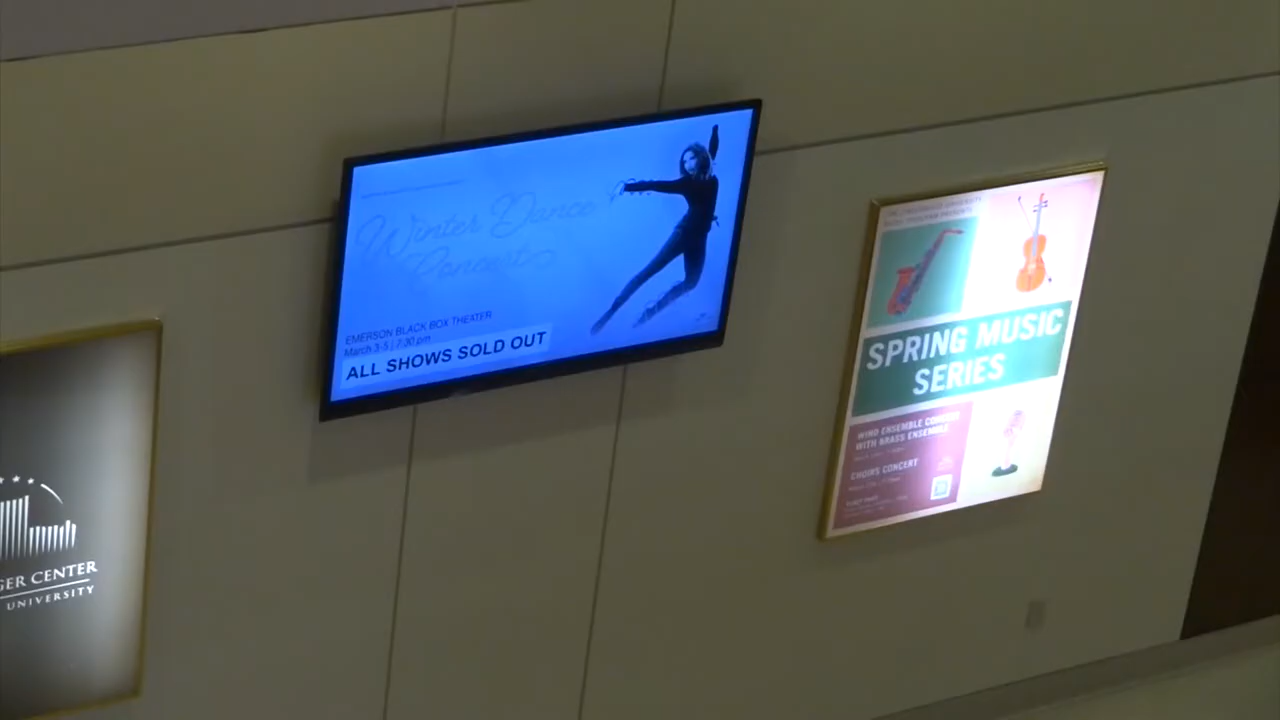 GER CENTER
UNIVERSITY
Winter Dance
Concert
EMERSON BLACK BOX THEATER
March 3-5 | 7:30 pm
ALL SHOWS SOLD OUT
SPRING MUSIC
SERIES
WIND ENSEMBLE CONCERT
WITH BRASS ENSEMBLE
CHOIRS CONCERT